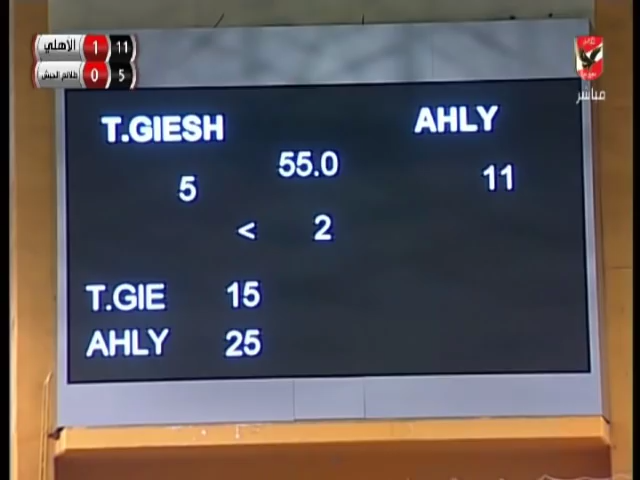 الأهلي 1 11
طلائع الجيش 0 5
مباشر
T.GIESH AHLY
55.0
5 11
< 2
T.GIE 15
AHLY 25